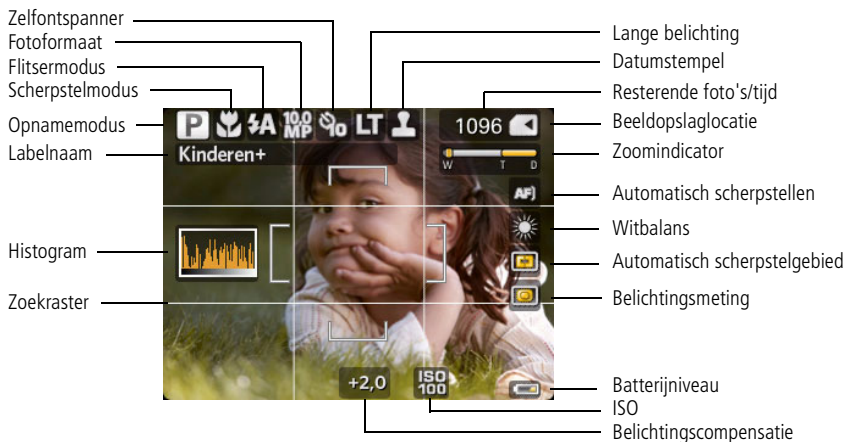 Zelfontspanner
Fotoformaat
Flitsermodus
Scherpstelmodus
Opnamemodus
Labelnaam
Histogram
Zoekraster
P
A
10.0 MP
10
LT
1096
Kinderen+
W T D
AF
+2,0
ISO 100
Lange belichting
Datumstempel
Resterende foto's/tijd
Beeldopslaglocatie
Zoomindicator
Automatisch scherpstellen
Witbalans
Automatisch scherpstelgebied
Belichtingsmeting
Batterijniveau
ISO
Belichtingscompensatie